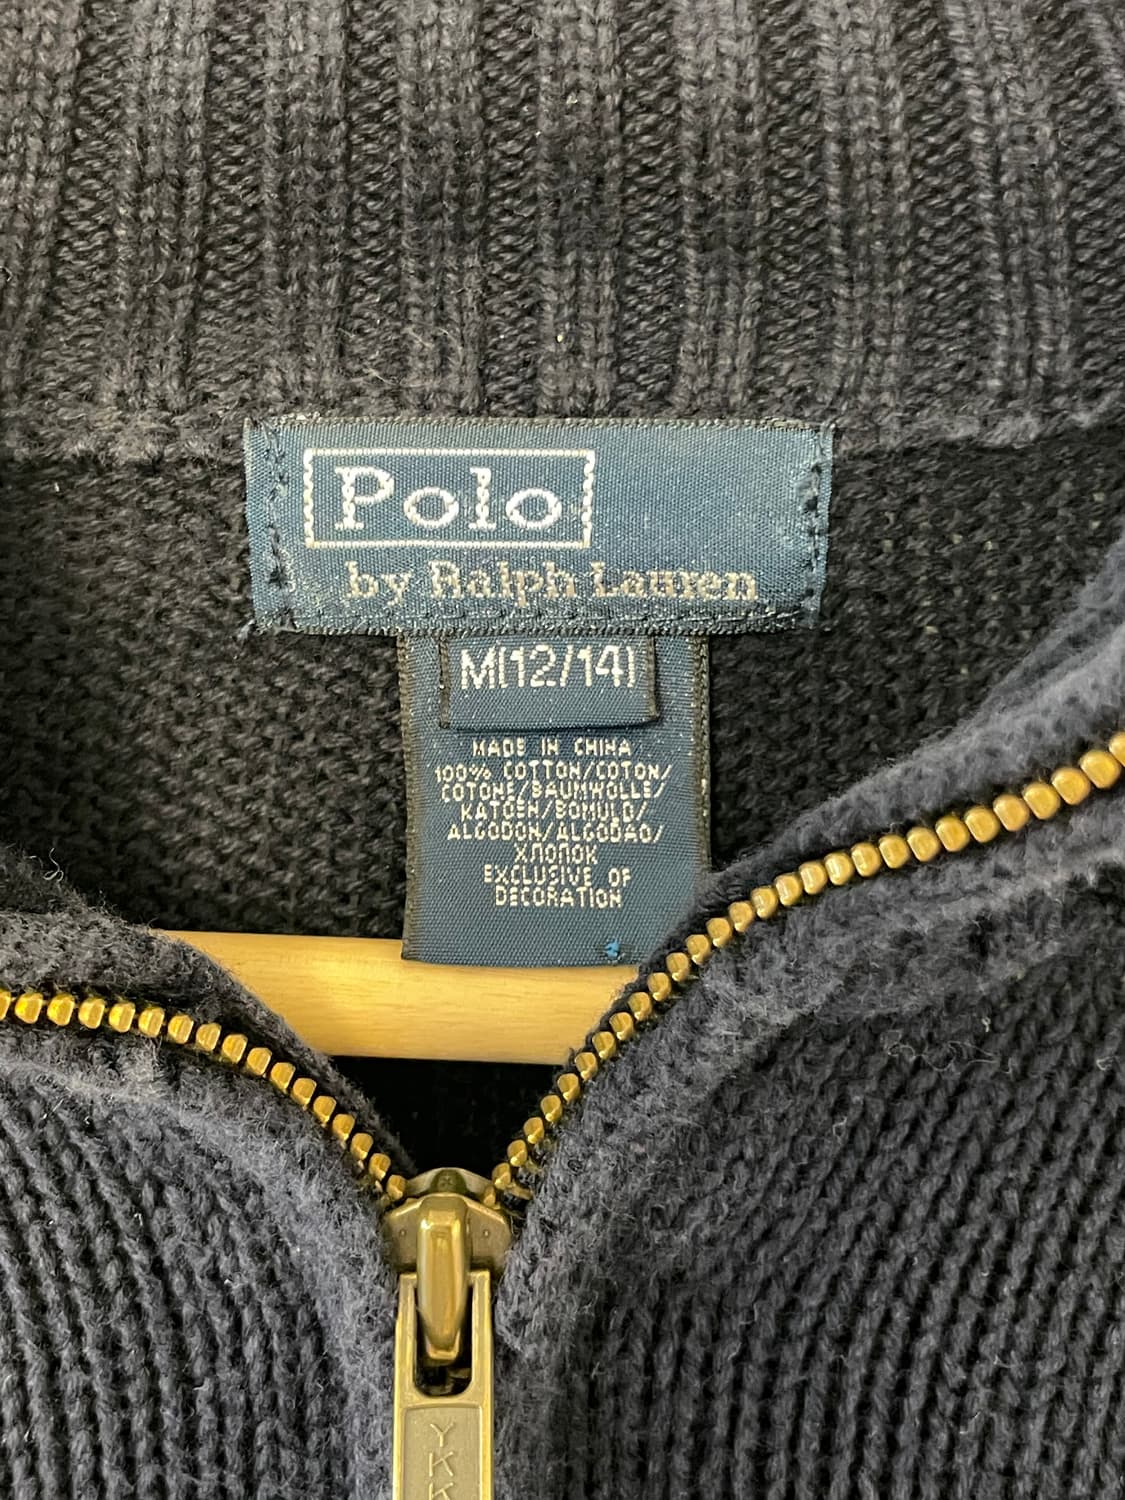 Polo
by Ralph Lauren
M(12/14)
MADE IN CHINA
100% COTTON/COTON/
COTONE/BAUMWOLLE/
KATOEN/BOMULD/
ALGODON/ALGODAO/
ХЛОПОК
EXCLUSIVE OF
DECORATION
YKK